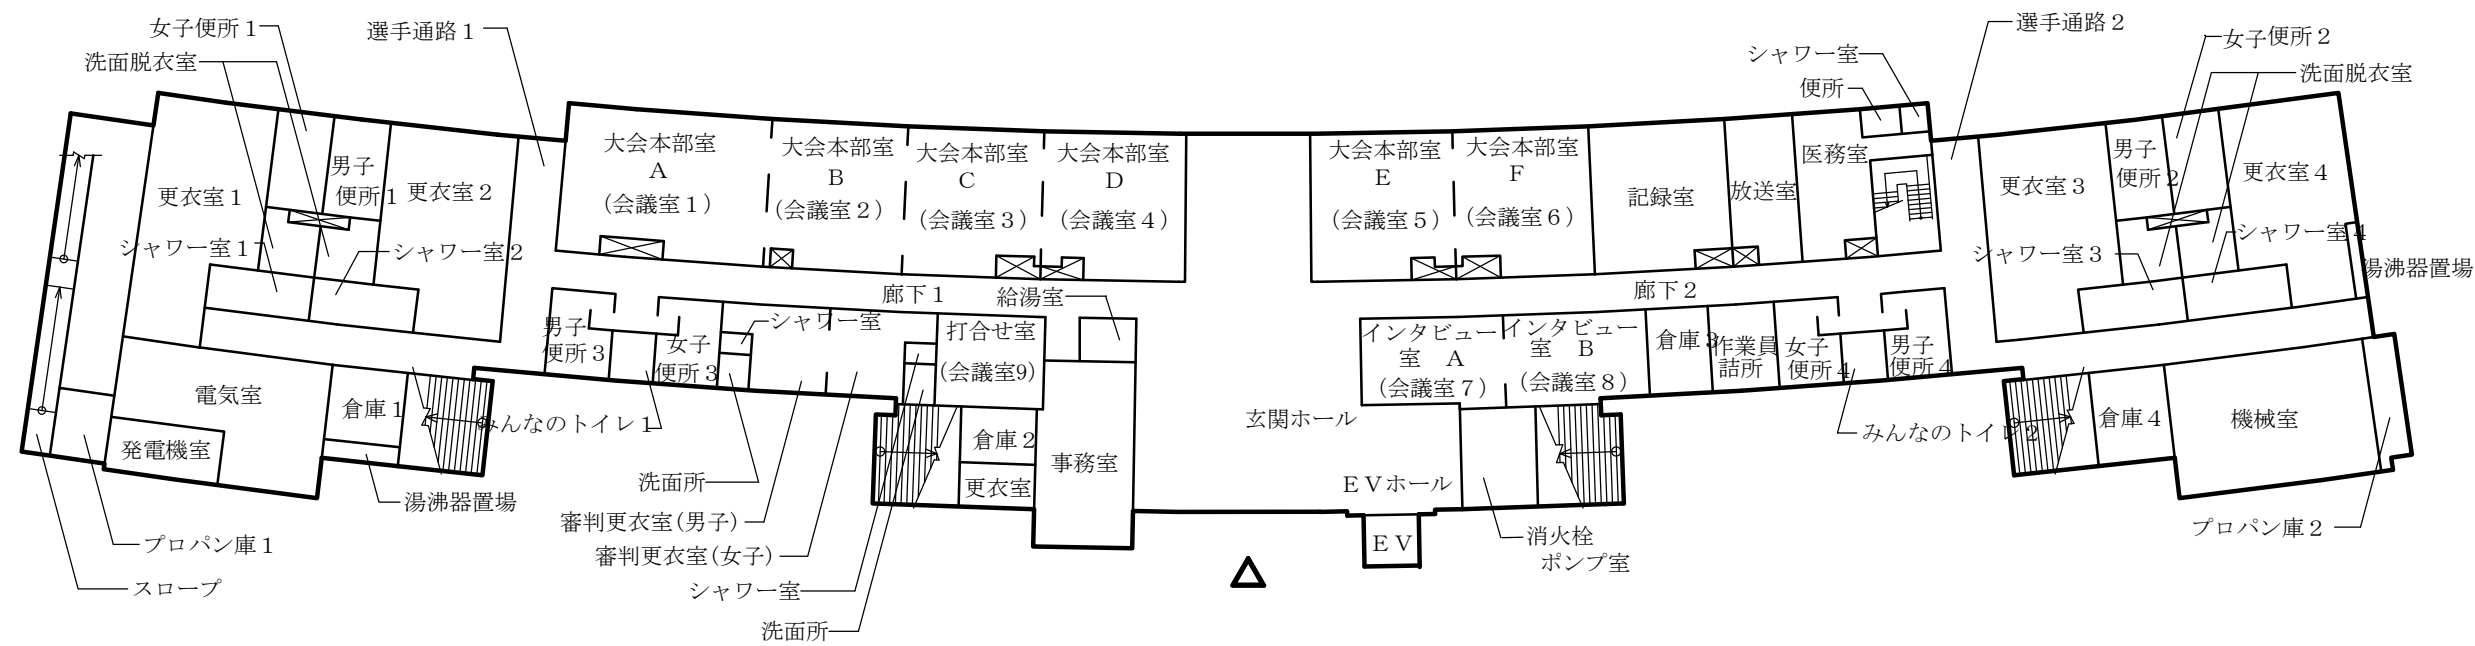 女子便所１
選手通路１
洗面脱衣室
選手通路２
シャワー室
便所
女子便所２
洗面脱衣室
更衣室１
男子
便所１
更衣室２
シャワー室１
シャワー室２
大会本部室
A
(会議室１)
大会本部室
B
(会議室２)
大会本部室
C
(会議室３)
大会本部室
D
(会議室４)
大会本部室
E
(会議室５)
大会本部室
F
(会議室６)
記録室
放送室
医務室
更衣室３
男子
便所２
更衣室４
シャワー室３
シャワー室４
湯沸器置場
廊下１
給湯室
廊下２
男子
便所３
女子
便所３
シャワー室
打合せ室
(会議室9)
インタビュー
室　A
(会議室７)
インタビュー
室　B
(会議室８)
倉庫３
作業員
詰所
女子
便所４
男子
便所４
電気室
倉庫１
発電機室
みんなのトイレ１
洗面所
湯沸器置場
審判更衣室(男子)
審判更衣室(女子)
シャワー室
洗面所
プロパン庫１
スロープ
倉庫２
更衣室
事務室
玄関ホール
ＥＶホール
ＥＶ
消火栓
ポンプ室
みんなのトイレ２
倉庫４
機械室
プロパン庫２